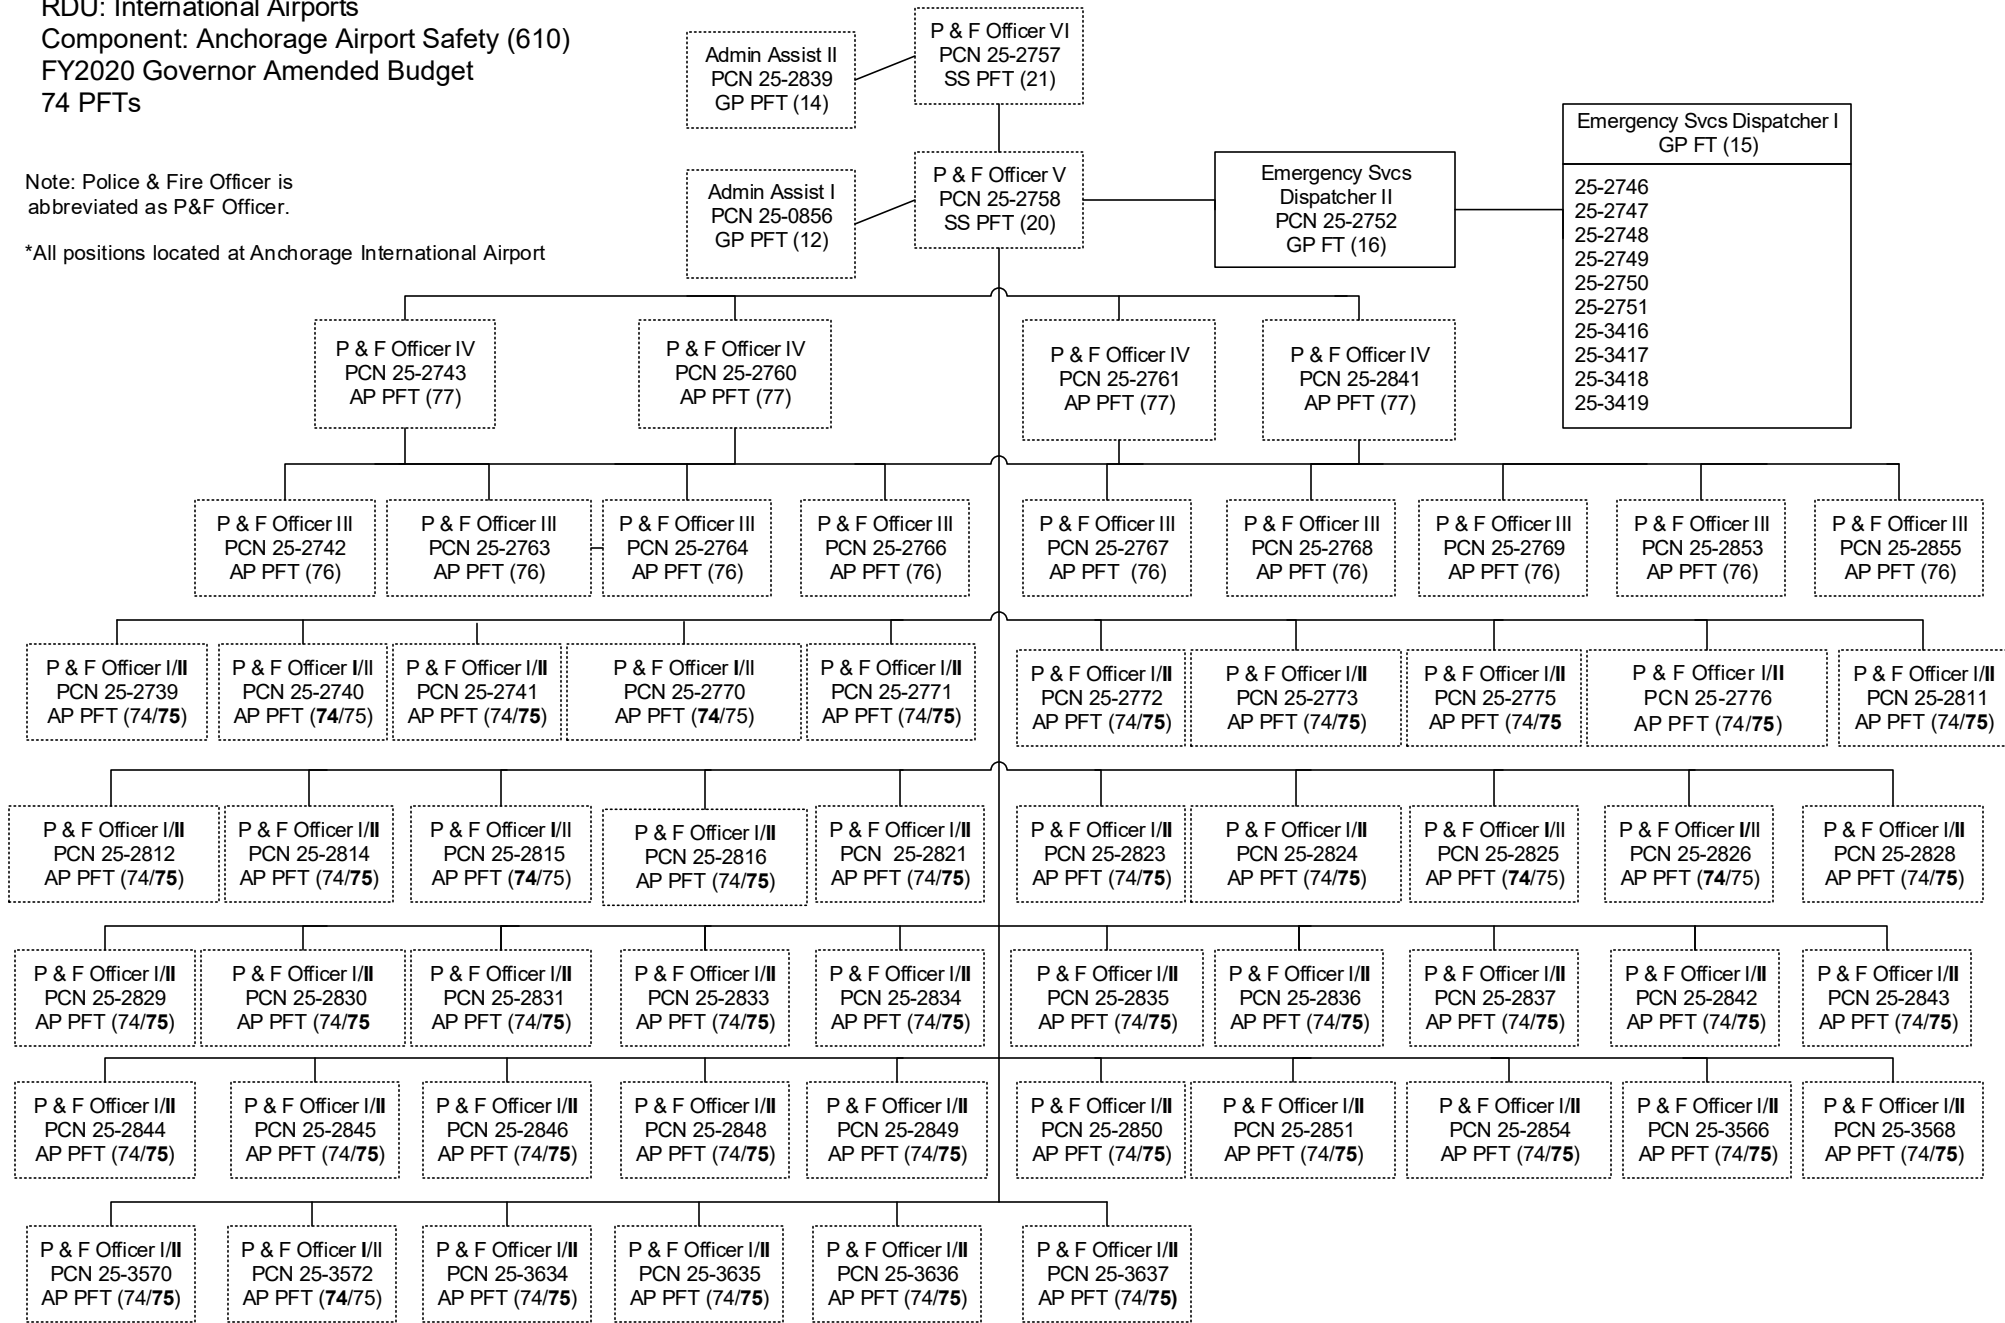 RDU: International Airports
Component: Anchorage Airport Safety (610)
FY2020 Governor Amended Budget
74 PFTs
Note: Police & Fire Officer is
abbreviated as P&F Officer.
*All positions located at Anchorage International Airport
Admin Assist II
PCN 25-2839
GP PFT (14)
P & F Officer VI
PCN 25-2757
SS PFT (21)
Admin Assist I
PCN 25-0856
GP PFT (12)
P & F Officer V
PCN 25-2758
SS PFT (20)
Emergency Svcs
Dispatcher II
PCN 25-2752
GP FT (16)
Emergency Svcs Dispatcher I
GP FT (15)
25-2746
25-2747
25-2748
25-2749
25-2750
25-2751
25-3416
25-3417
25-3418
25-3419
P & F Officer IV
PCN 25-2743
AP PFT (77)
P & F Officer IV
PCN 25-2760
AP PFT (77)
P & F Officer IV
PCN 25-2761
AP PFT (77)
P & F Officer IV
PCN 25-2841
AP PFT (77)
P & F Officer III
PCN 25-2742
AP PFT (76)
P & F Officer III
PCN 25-2763
AP PFT (76)
P & F Officer III
PCN 25-2764
AP PFT (76)
P & F Officer III
PCN 25-2766
AP PFT (76)
P & F Officer III
PCN 25-2767
AP PFT (76)
P & F Officer III
PCN 25-2768
AP PFT (76)
P & F Officer III
PCN 25-2769
AP PFT (76)
P & F Officer III
PCN 25-2853
AP PFT (76)
P & F Officer III
PCN 25-2855
AP PFT (76)
P & F Officer I/II
PCN 25-2739
AP PFT (74/75)
P & F Officer I/II
PCN 25-2740
AP PFT (74/75)
P & F Officer I/II
PCN 25-2741
AP PFT (74/75)
P & F Officer I/II
PCN 25-2770
AP PFT (74/75)
P & F Officer I/II
PCN 25-2771
AP PFT (74/75)
P & F Officer I/II
PCN 25-2772
AP PFT (74/75)
P & F Officer I/II
PCN 25-2773
AP PFT (74/75)
P & F Officer I/II
PCN 25-2775
AP PFT (74/75
P & F Officer I/II
PCN 25-2776
AP PFT (74/75)
P & F Officer I/II
PCN 25-2811
AP PFT (74/75)
P & F Officer I/II
PCN 25-2812
AP PFT (74/75)
P & F Officer I/II
PCN 25-2814
AP PFT (74/75)
P & F Officer I/II
PCN 25-2815
AP PFT (74/75)
P & F Officer I/II
PCN 25-2816
AP PFT (74/75)
P & F Officer I/II
PCN 25-2821
AP PFT (74/75)
P & F Officer I/II
PCN 25-2823
AP PFT (74/75)
P & F Officer I/II
PCN 25-2824
AP PFT (74/75)
P & F Officer I/II
PCN 25-2825
AP PFT (74/75)
P & F Officer I/II
PCN 25-2826
AP PFT (74/75)
P & F Officer I/II
PCN 25-2828
AP PFT (74/75)
P & F Officer I/II
PCN 25-2829
AP PFT (74/75)
P & F Officer I/II
PCN 25-2830
AP PFT (74/75
P & F Officer I/II
PCN 25-2831
AP PFT (74/75)
P & F Officer I/II
PCN 25-2833
AP PFT (74/75)
P & F Officer I/II
PCN 25-2834
AP PFT (74/75)
P & F Officer I/II
PCN 25-2835
AP PFT (74/75)
P & F Officer I/II
PCN 25-2836
AP PFT (74/75)
P & F Officer I/II
PCN 25-2837
AP PFT (74/75)
P & F Officer I/II
PCN 25-2842
AP PFT (74/75)
P & F Officer I/II
PCN 25-2843
AP PFT (74/75)
P & F Officer I/II
PCN 25-2844
AP PFT (74/75)
P & F Officer I/II
PCN 25-2845
AP PFT (74/75)
P & F Officer I/II
PCN 25-2846
AP PFT (74/75)
P & F Officer I/II
PCN 25-2848
AP PFT (74/75)
P & F Officer I/II
PCN 25-2849
AP PFT (74/75)
P & F Officer I/II
PCN 25-2850
AP PFT (74/75)
P & F Officer I/II
PCN 25-2851
AP PFT (74/75)
P & F Officer I/II
PCN 25-2854
AP PFT (74/75)
P & F Officer I/II
PCN 25-3566
AP PFT (74/75)
P & F Officer I/II
PCN 25-3568
AP PFT (74/75)
P & F Officer I/II
PCN 25-3570
AP PFT (74/75)
P & F Officer I/II
PCN 25-3572
AP PFT (74/75)
P & F Officer I/II
PCN 25-3634
AP PFT (74/75)
P & F Officer I/II
PCN 25-3635
AP PFT (74/75)
P & F Officer I/II
PCN 25-3636
AP PFT (74/75)
P & F Officer I/II
PCN 25-3637
AP PFT (74/75)